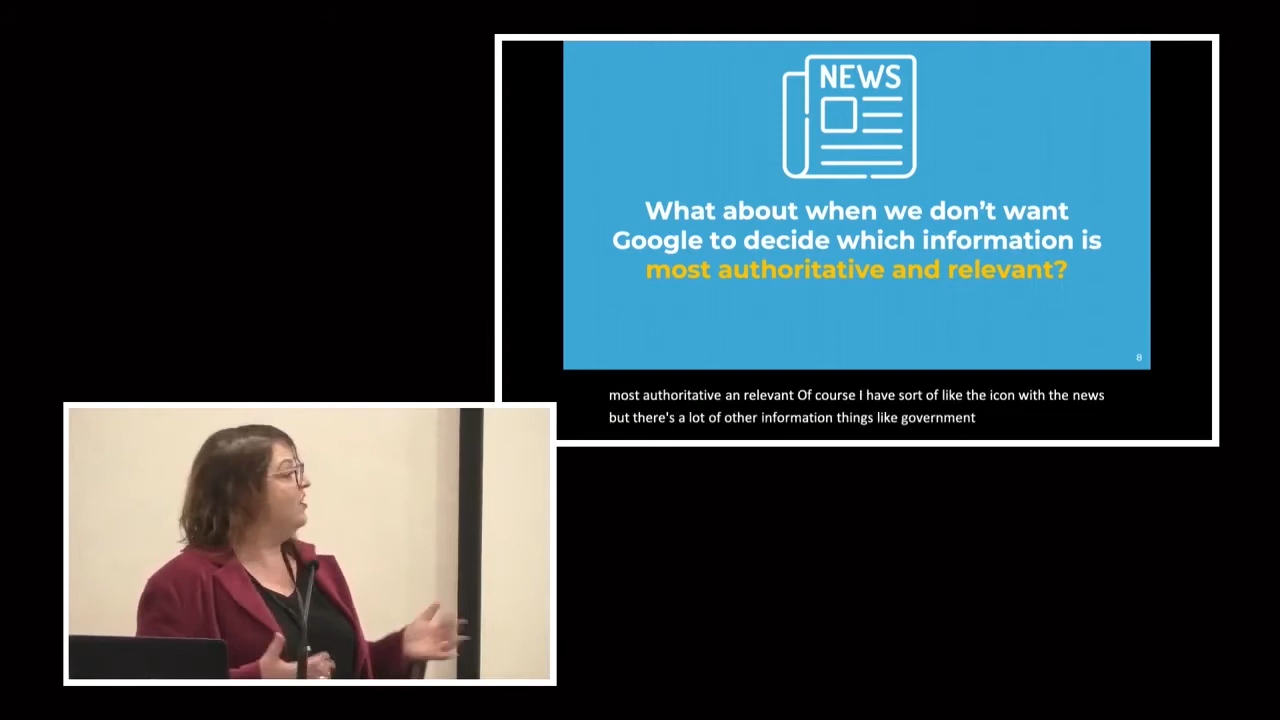 NEWS
What about when we don't want
Google to decide which information is
most authoritative and relevant?
8
most authoritative an relevant Of course I have sort of like the icon with the news
but there's a lot of other information things like government